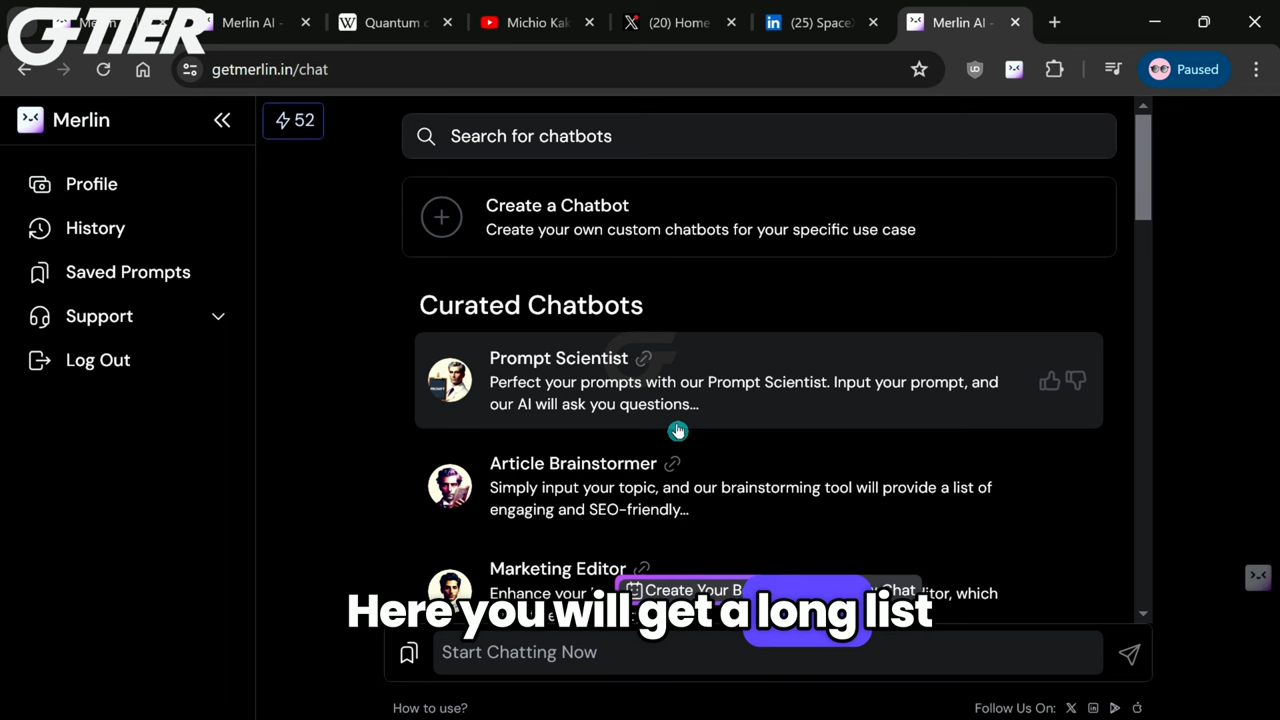 GFTIER
Merlin AI -
Quantum c
Michio Kak
(20) Home
(25) Space
Merlin AI -
getmerlin.in/chat
Paused
Merlin
52
Search for chatbots
Profile
Create a Chatbot
Create your own custom chatbots for your specific use case
History
Saved Prompts
Curated Chatbots
Support
Log Out
Prompt Scientist
Perfect your prompts with our Prompt Scientist. Input your prompt, and
our AI will ask you questions...
Article Brainstormer
Simply input your topic, and our brainstorming tool will provide a list of
engaging and SEO-friendly...
Marketing Editor
Enhance your
Create Your B
Chat
ditor, which
Here you will get a long list
Start Chatting Now
How to use?
Follow Us On: